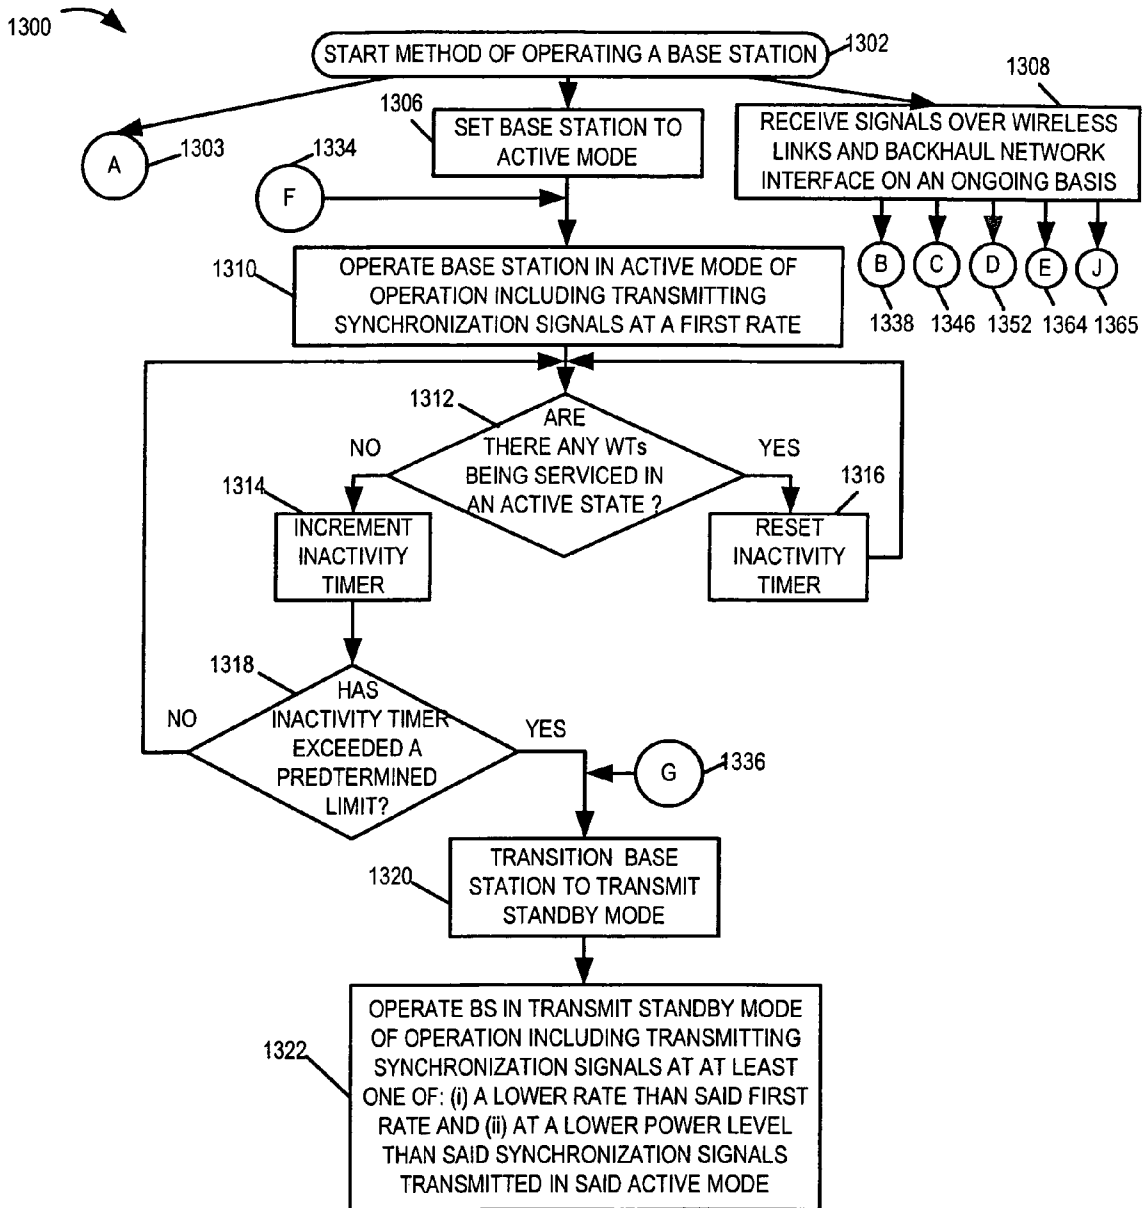 1300
START METHOD OF OPERATING A BASE STATION
1302
1306
1308
A
1303
1334
SET BASE STATION TO
ACTIVE MODE
RECEIVE SIGNALS OVER WIRELESS
LINKS AND BACKHAUL NETWORK
INTERFACE ON AN ONGOING BASIS
F
B
C
D
E
J
1338
1346
1352
1364
1365
1310
OPERATE BASE STATION IN ACTIVE MODE OF
OPERATION INCLUDING TRANSMITTING
SYNCHRONIZATION SIGNALS AT A FIRST RATE
1312
ARE
THERE ANY WTs
BEING SERVICED IN
AN ACTIVE STATE ?
NO
YES
1314
INCREMENT
INACTIVITY
TIMER
1316
RESET
INACTIVITY
TIMER
1318
HAS
INACTIVITY TIMER
EXCEEDED A
PREDTERMINED
LIMIT?
NO
YES
G
1336
1320
TRANSITION BASE
STATION TO TRANSMIT
STANDBY MODE
1322
OPERATE BS IN TRANSMIT STANDBY MODE
OF OPERATION INCLUDING TRANSMITTING
SYNCHRONIZATION SIGNALS AT AT LEAST
ONE OF: (i) A LOWER RATE THAN SAID FIRST
RATE AND (ii) AT A LOWER POWER LEVEL
THAN SAID SYNCHRONIZATION SIGNALS
TRANSMITTED IN SAID ACTIVE MODE